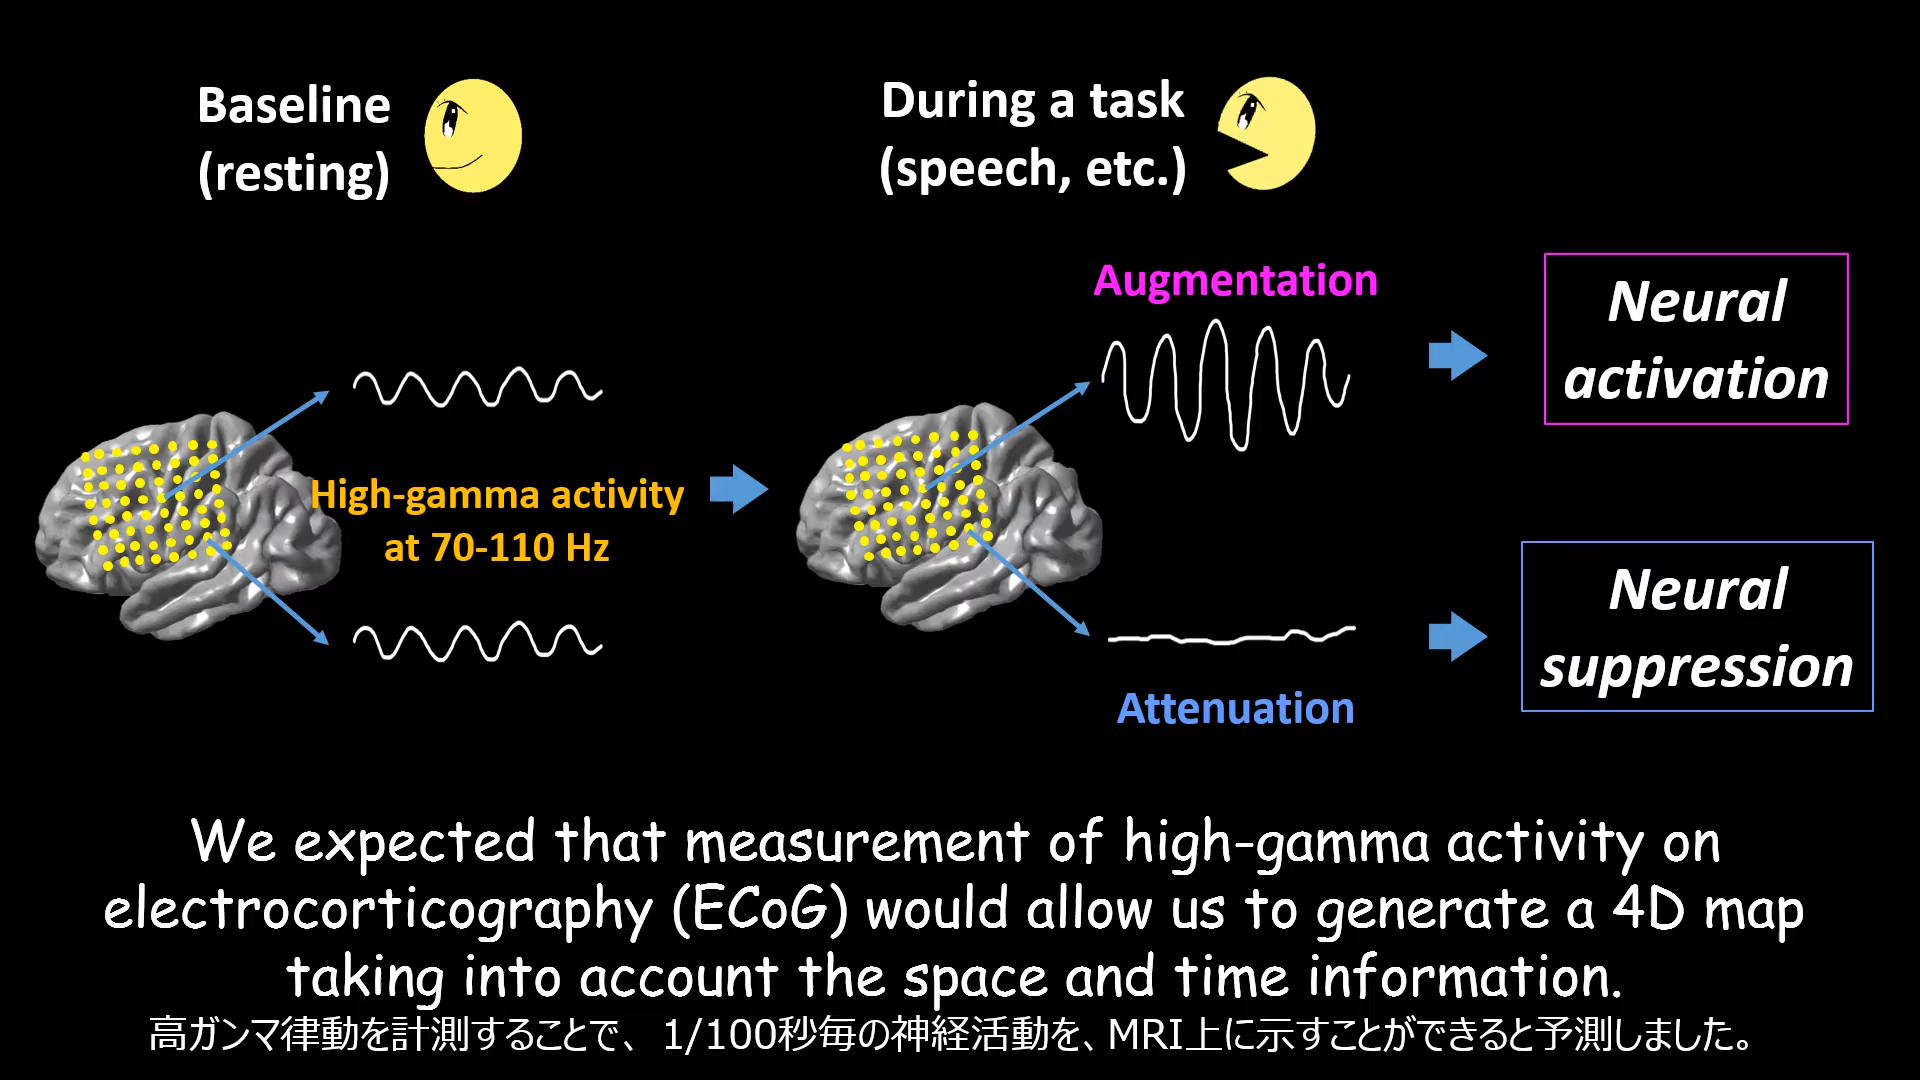 Baseline
(resting)
During a task
(speech, etc.)
Augmentation
Neural
activation
High-gamma activity
at 70-110 Hz
Neural
suppression
Attenuation
We expected that measurement of high-gamma activity on
electrocorticography (ECoG) would allow us to generate a 4D map
taking into account the space and time information.
高ガンマ律動を計測することで、1/100秒毎の神経活動を、MRI上に示すことができると予測しました。